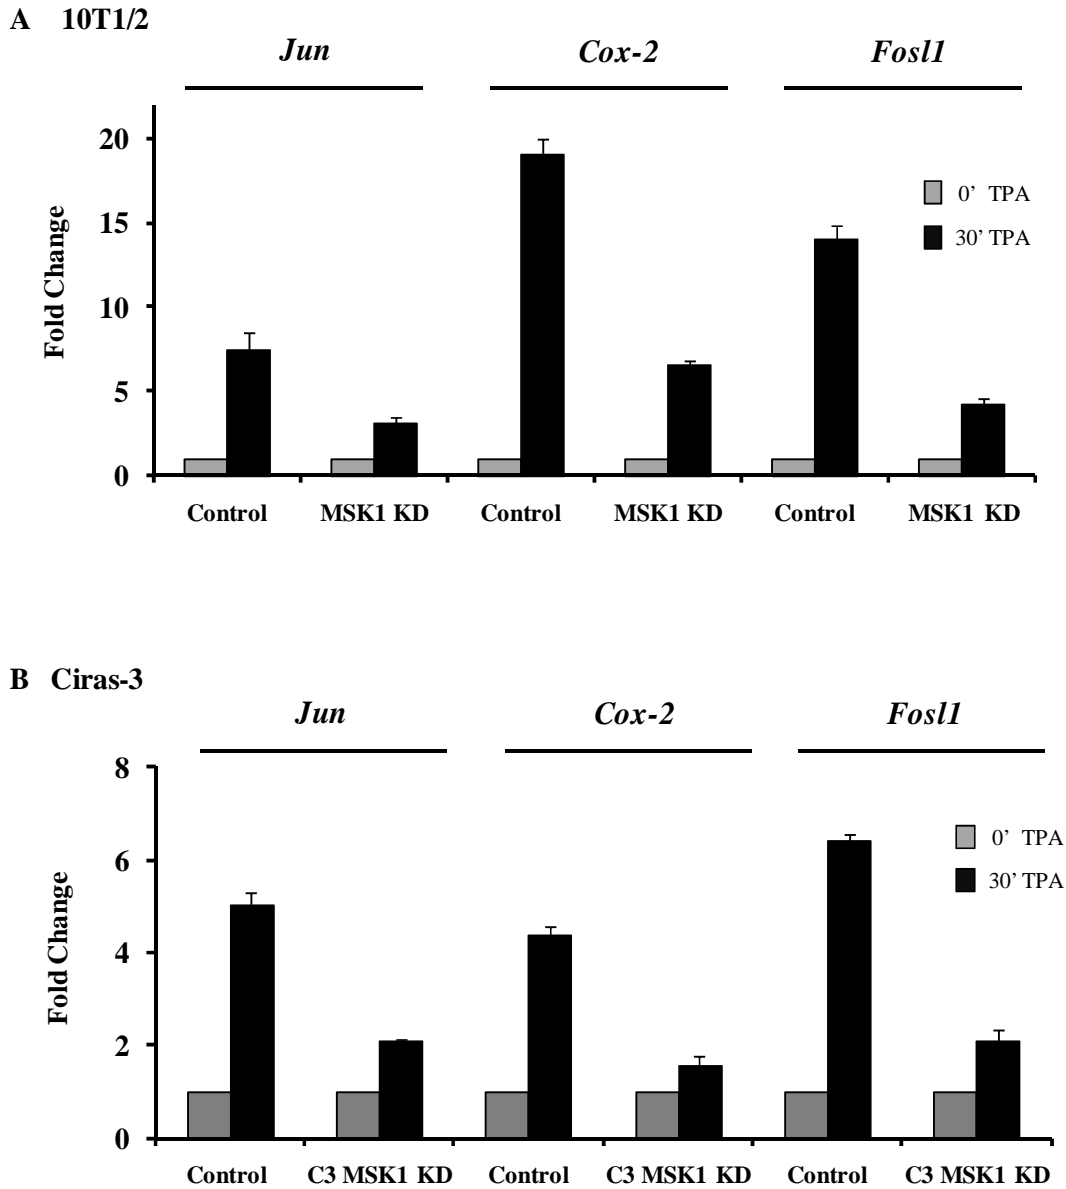 A 10T1/2
Jun Cox-2 Fosl1
20
15
10
5
0
Fold Change
0' TPA
30' TPA
Control MSK1 KD Control MSK1 KD Control MSK1 KD
B Ciras-3
Jun Cox-2 Fosl1
8
6
4
2
0
Fold Change
0' TPA
30' TPA
Control C3 MSK1 KD Control C3 MSK1 KD Control C3 MSK1 KD